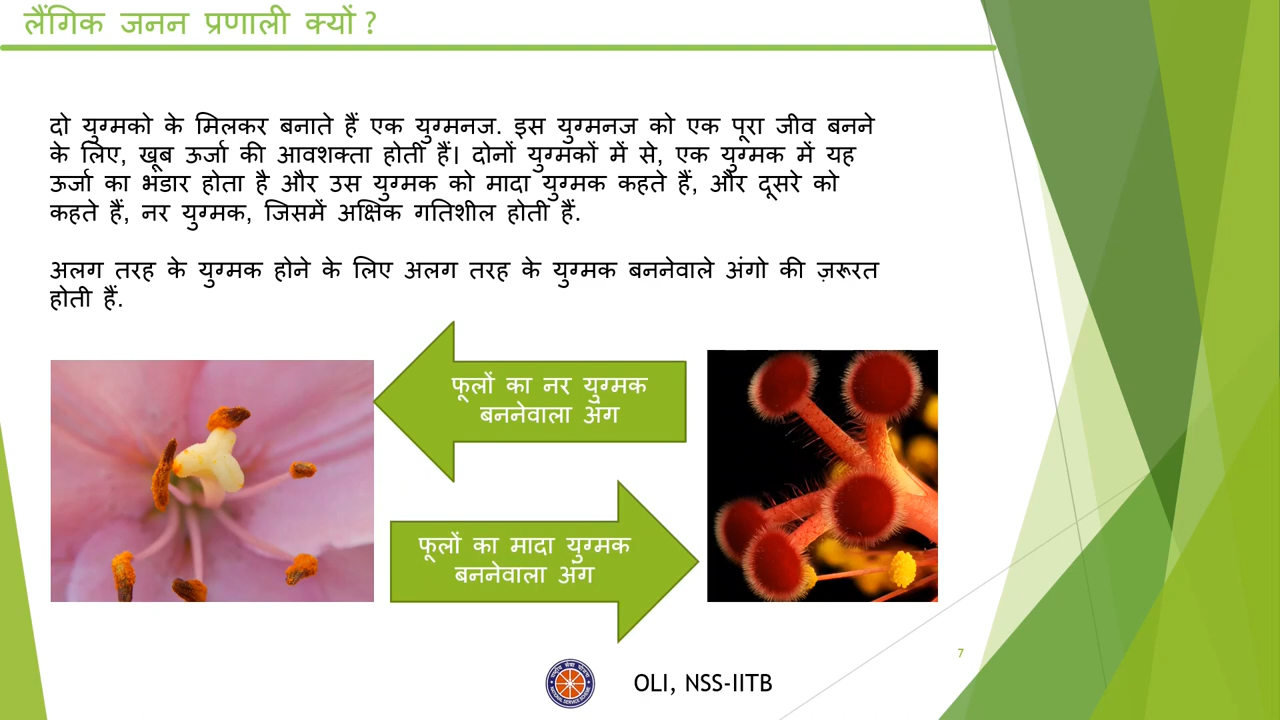 लैंगिक जनन प्रणाली क्यों ?
दो युग्मको के मिलकर बनाते हैं एक युग्मनज. इस युग्मनज को एक पूरा जीव बनने
के लिए, खूब ऊर्जा की आवशक्ता होती हैं। दोनों युग्मकों में से, एक युग्मक में यह
ऊर्जा का भंडार होता है और उस युग्मक को मादा युग्मक कहते हैं, और दूसरे को
कहते हैं, नर युग्मक, जिसमें अक्षिक गतिशील होती हैं.
अलग तरह के युग्मक होने के लिए अलग तरह के युग्मक बननेवाले अंगो की ज़रूरत
होती हैं.
फूलों का नर युग्मक
बननेवाला अंग
फूलों का मादा युग्मक
बननेवाला अंग
7
OLI, NSS-IITB